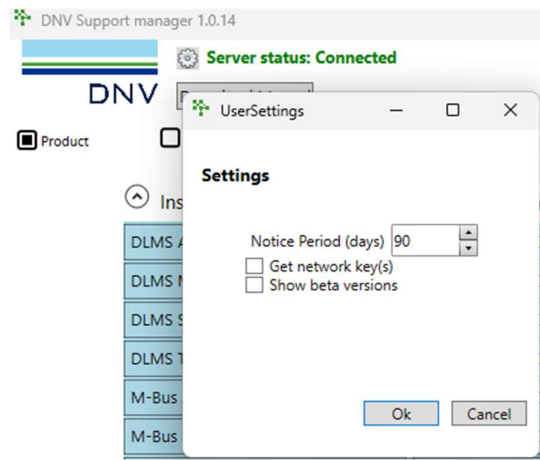 DNV Support manager 1.0.14
Server status: Connected
DNV
UserSettings
Product
Settings
Ins
Notice Period (days) 90
Get network key(s)
Show beta versions
DLMS
DLMS
DLMS
DLMS
M-Bus
M-Bus
Ok
Cancel